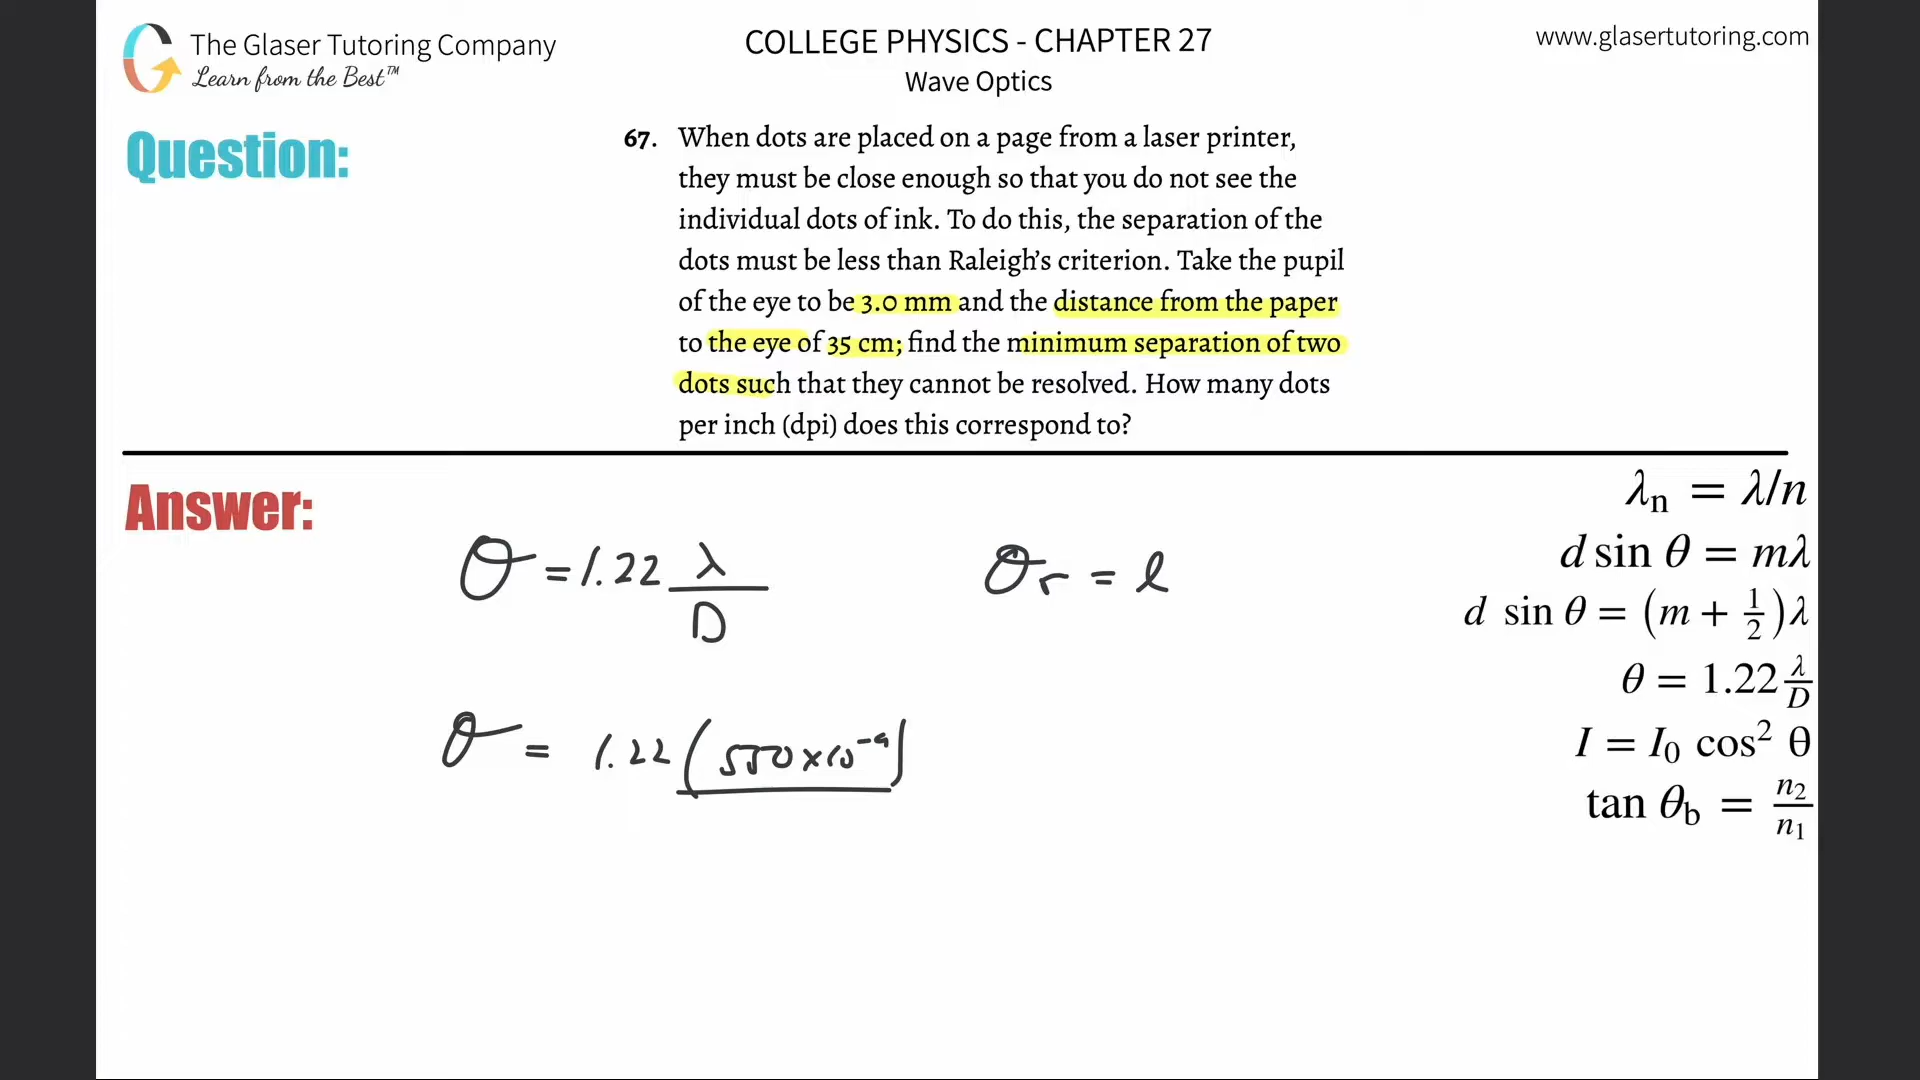 The Glaser Tutoring Company
Learn from the Best™
COLLEGE PHYSICS - CHAPTER 27
Wave Optics
www.glasertutoring.com
Question:
67. When dots are placed on a page from a laser printer,
they must be close enough so that you do not see the
individual dots of ink. To do this, the separation of the
dots must be less than Raleigh's criterion. Take the pupil
of the eye to be 3.0 mm and the distance from the paper
to the eye of 35 cm; find the minimum separation of two
dots such that they cannot be resolved. How many dots
per inch (dpi) does this correspond to?
Answer:
θ = 1.22 λ/D
θr = l
θ = 1.22 (550×10⁻⁹)
λn = λ/n
d sin θ = mλ
d sin θ = (m + 1/2)λ
θ = 1.22 λ/D
I = I₀ cos² θ
tan θb = n₂/n₁